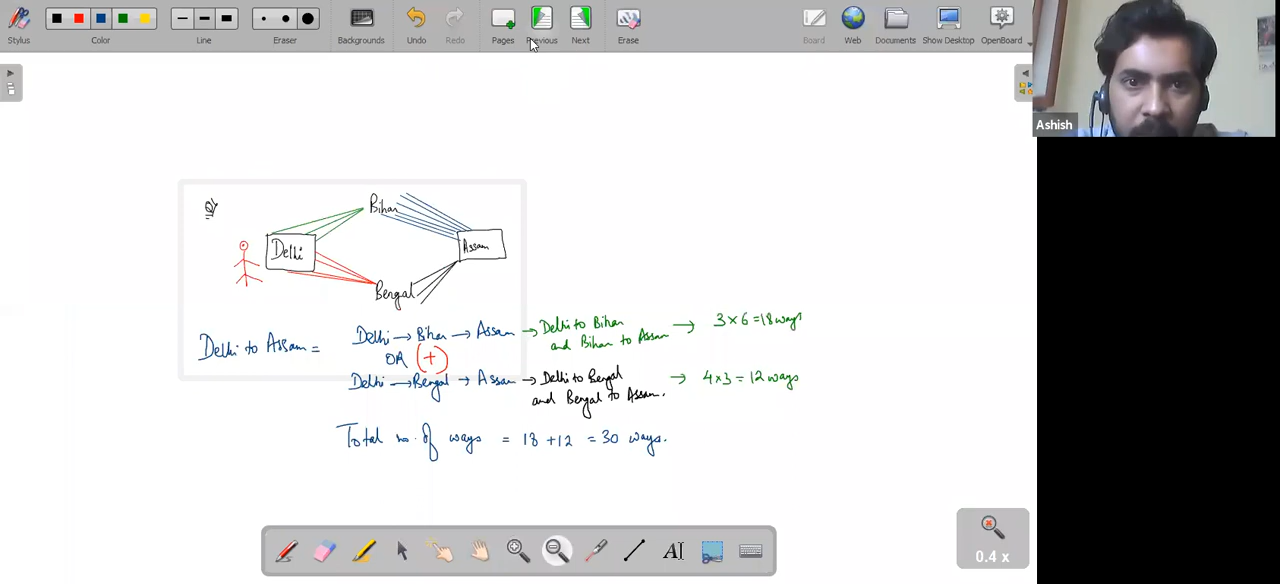 Stylus
Color
Line
Eraser
Backgrounds
Undo
Redo
Pages
Previous
Next
Erase
Board
Web
Documents
Show Desktop
OpenBoard
Ashish
Q
Bihar
Delhi
Assam
Bengal
Delhi to Assam =
Delhi → Bihar → Assam → Delhi to Bihar
and Bihar to Assam → 3 × 6 = 18 ways
OR (+)
Delhi → Bengal → Assam → Delhi to Bengal
and Bengal to Assam. → 4 × 3 = 12 ways
Total no. of ways = 18 + 12 = 30 ways.
0.4 x